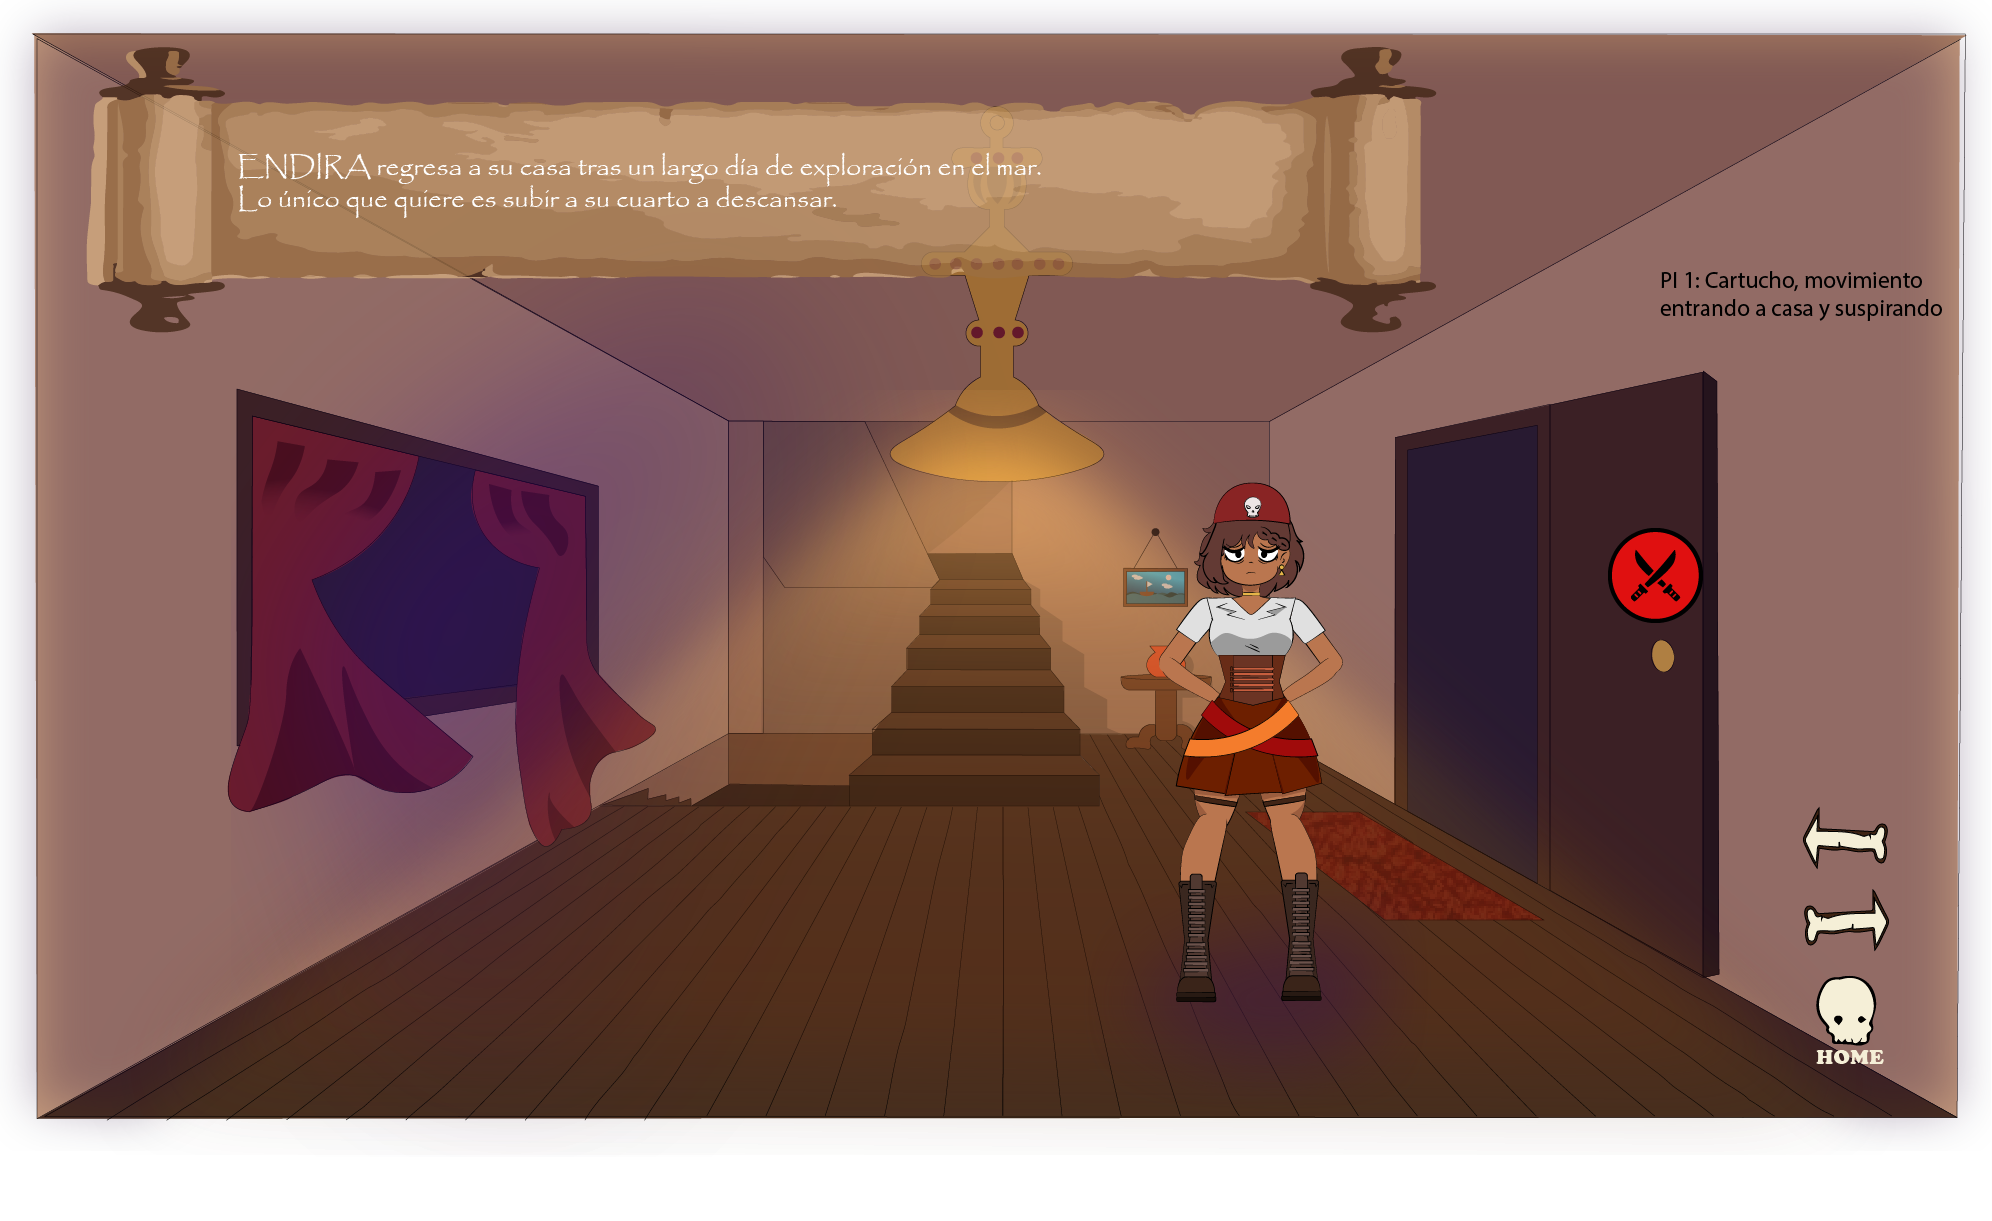 ENDIRA regresa a su casa tras un largo día de exploración en el mar.
Lo único que quiere es subir a su cuarto a descansar.
PI 1: Cartucho, movimiento
entrando a casa y suspirando
HOME